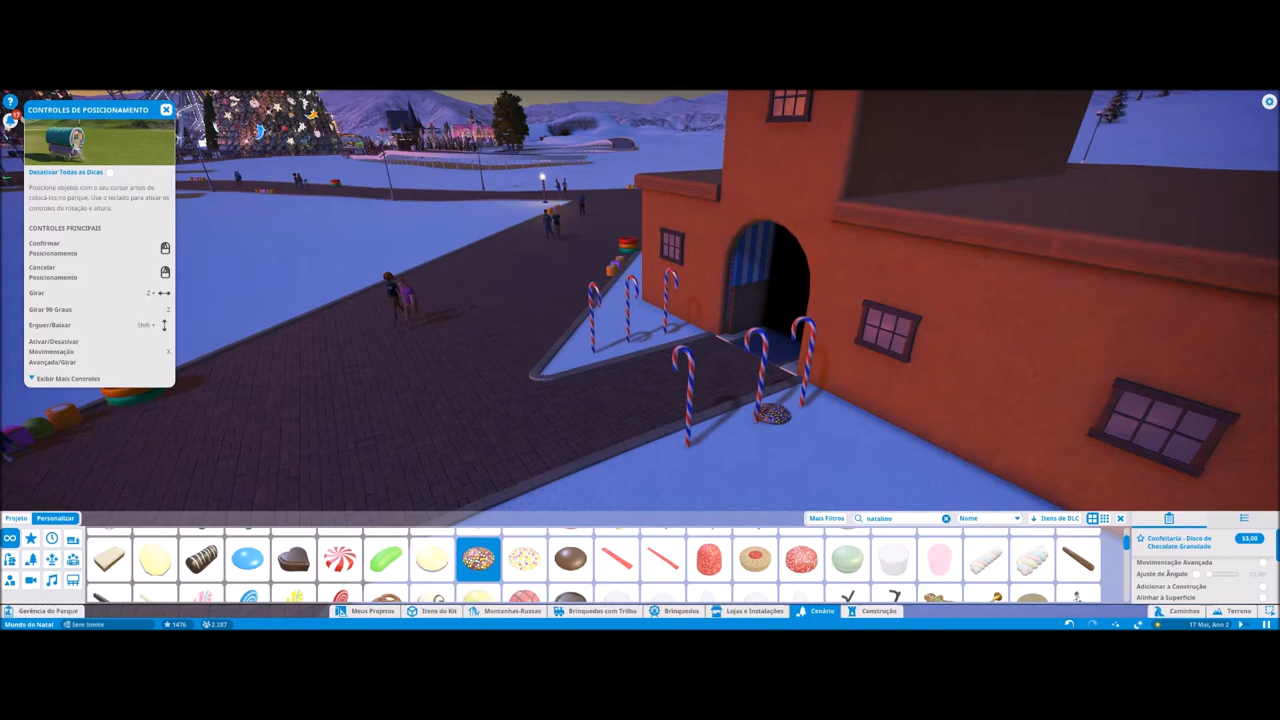 CONTROLES DE POSICIONAMENTO
Desativar Todas as Dicas
Posicione objetos com o seu cursor antes de
colocá-los no parque. Use o teclado para ativar os
controles de rotação e altura.
CONTROLES PRINCIPAIS
Confirmar
Posicionamento
Cancelar
Posicionamento
Girar Z +
Girar 90 Graus Z
Erguer/Baixar Shift +
Ativar/Desativar
Movimentação X
Avançada/Girar
Exibir Mais Controles
Projeto Personalizar
Mais Filtros natalino Nome Itens de DLC
Confeitaria - Disco de
Chocolate Granulado $3,00
Movimentação Avançada
Ajuste de Ângulo
Adicionar a Construção
Alinhar à Superfície
Gerência do Parque Meus Projetos Itens do Kit Montanhas-Russas Brinquedos com Trilho Brinquedos Lojas e Instalações Cenário Construção Caminhos Terreno
Mundo do Natal Sem limite 1476 2.287 17 Mai, Ano 2